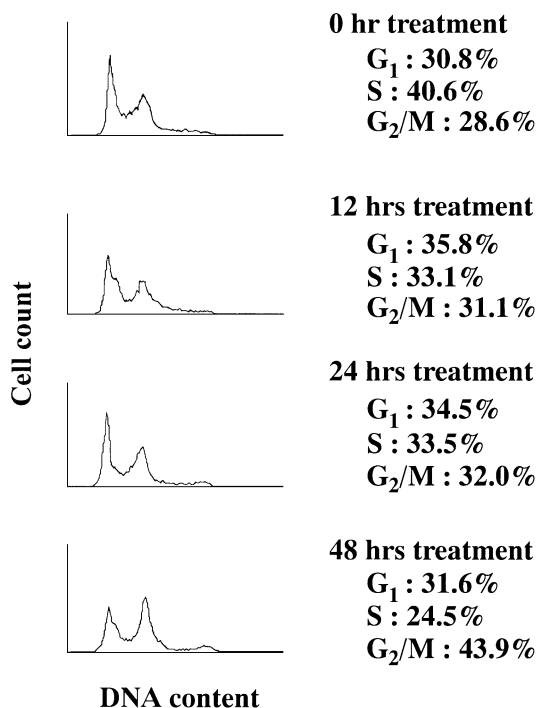 0 hr treatment
G₁ : 30.8%
S : 40.6%
G₂/M : 28.6%
12 hrs treatment
G₁ : 35.8%
S : 33.1%
G₂/M : 31.1%
Cell count
24 hrs treatment
G₁ : 34.5%
S : 33.5%
G₂/M : 32.0%
48 hrs treatment
G₁ : 31.6%
S : 24.5%
G₂/M : 43.9%
DNA content